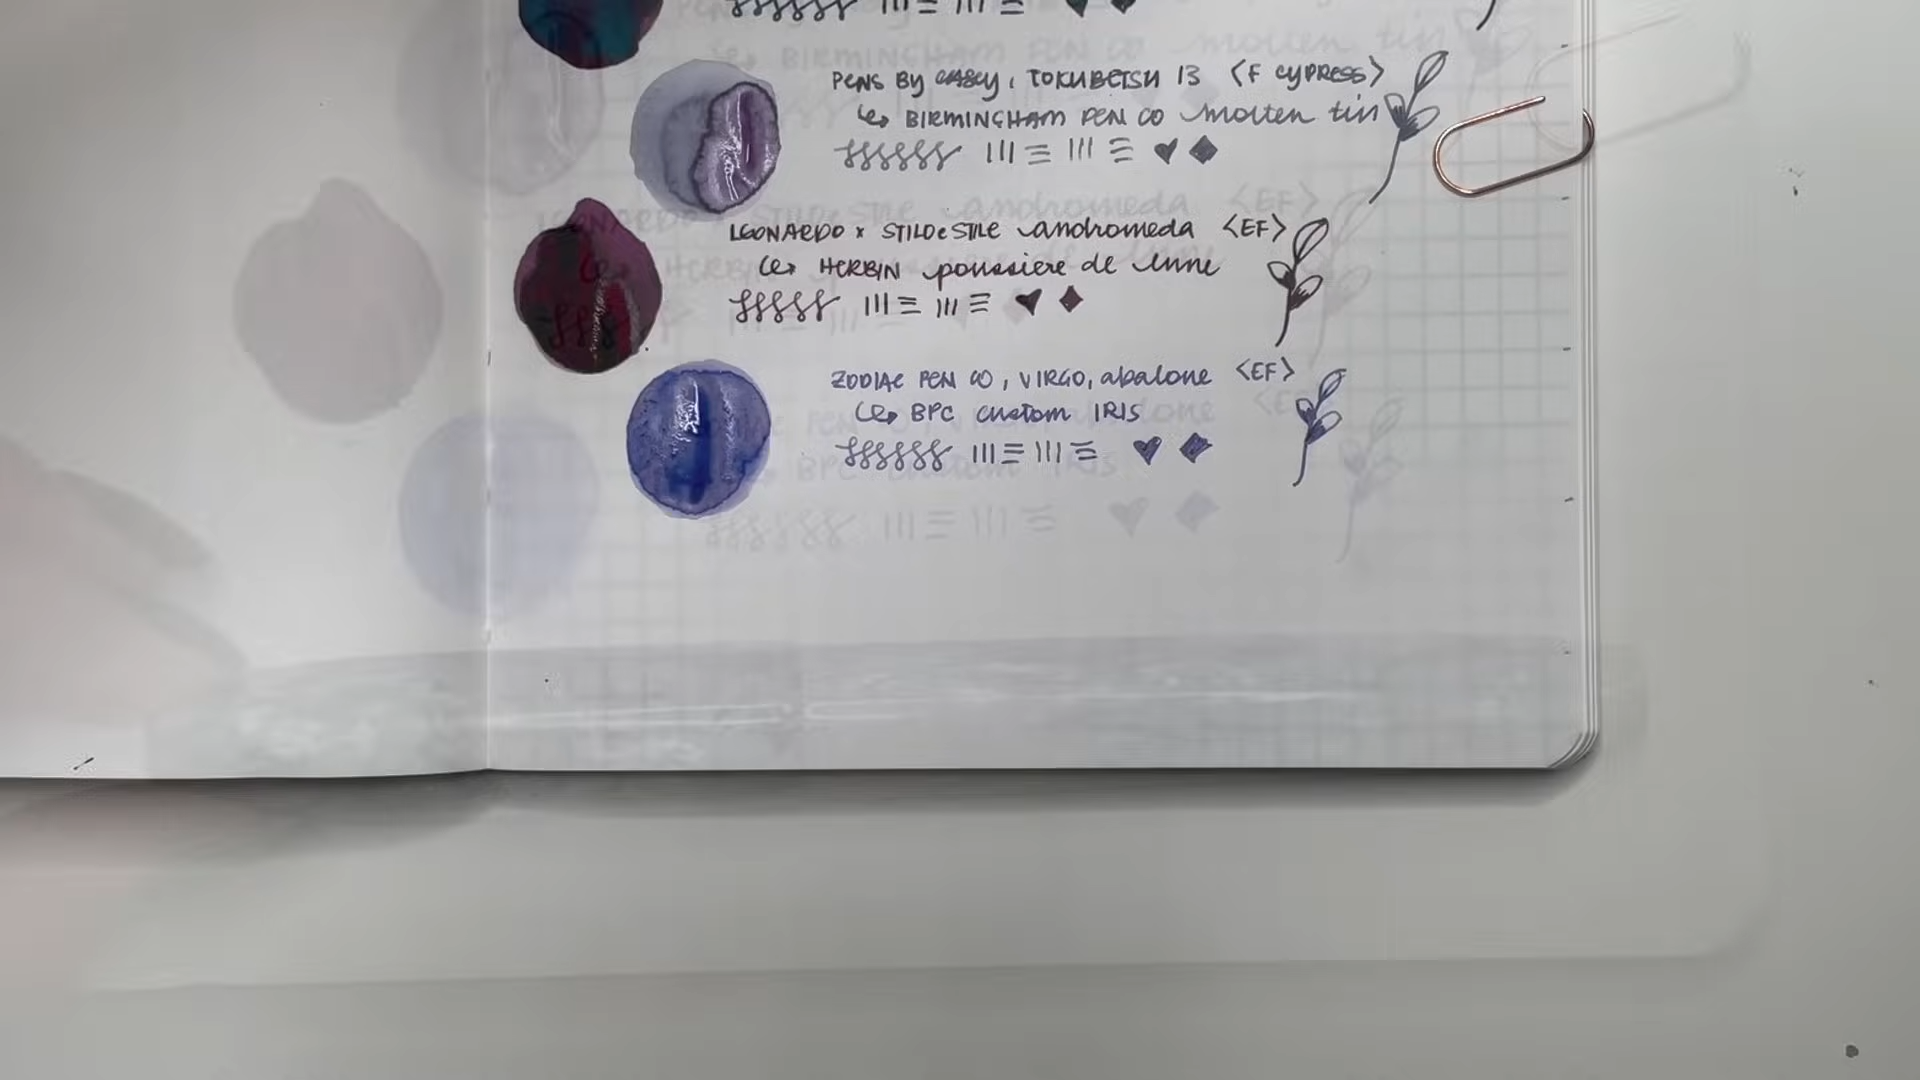 PENS BY CASEY, TOKUBETSU 13 <F CYPRESS>
↳ BIRMINGHAM PEN CO molten tin
LEONARDO x STILOeSTILE andromeda <EF>
↳ HERBIN poussiere de lune
ZODIAC PEN CO, VIRGO, abalone <EF>
↳ BPC custom IRIS